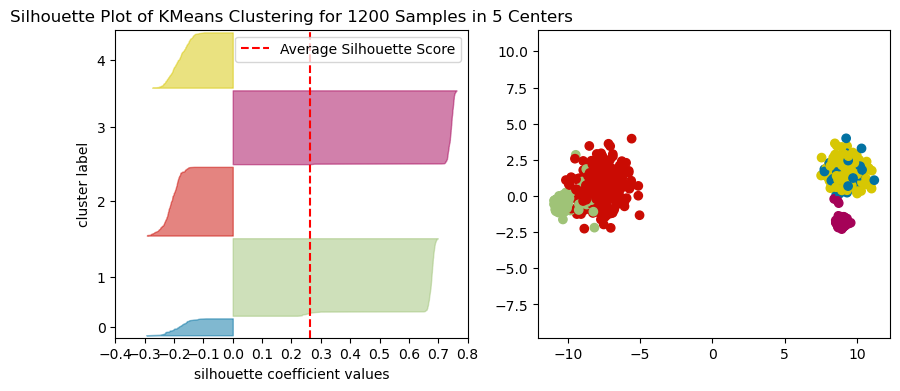 Silhouette Plot of KMeans Clustering for 1200 Samples in 5 Centers
Average Silhouette Score
4
3
2
1
0
cluster label
−0.4 −0.3 −0.2 −0.1 0.0 0.1 0.2 0.3 0.4 0.5 0.6 0.7 0.8
silhouette coefficient values
10.0
7.5
5.0
2.5
0.0
−2.5
−5.0
−7.5
−10 −5 0 5 10